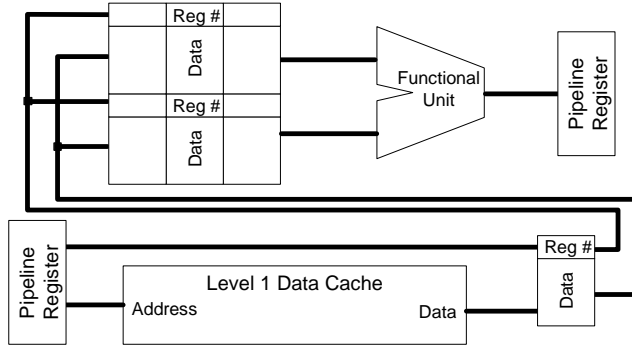 Reg #
Data
Reg #
Data
Functional
Unit
Pipeline
Register
Pipeline
Register
Level 1 Data Cache
Address
Data
Reg #
Data